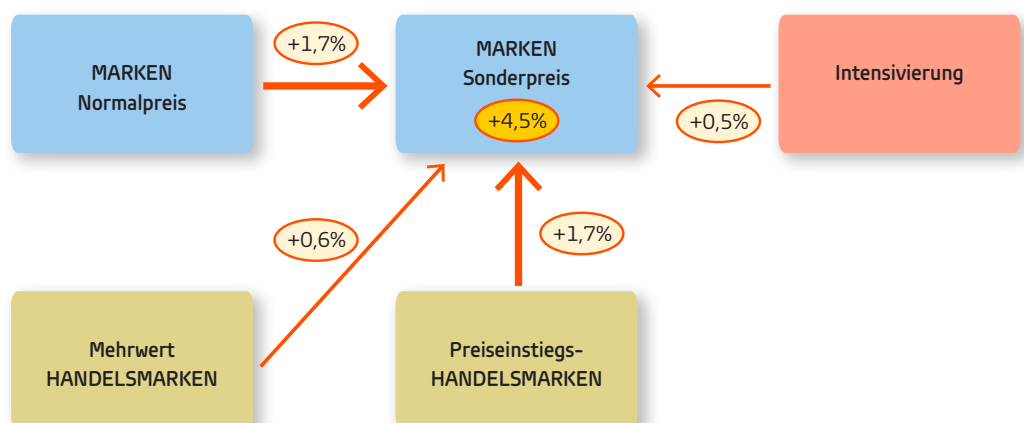 MARKEN
Normalpreis
+1,7%
MARKEN
Sonderpreis
+4,5%
Intensivierung
+0,5%
+0,6%
+1,7%
Mehrwert
HANDELSMARKEN
Preiseinstiegs-
HANDELSMARKEN